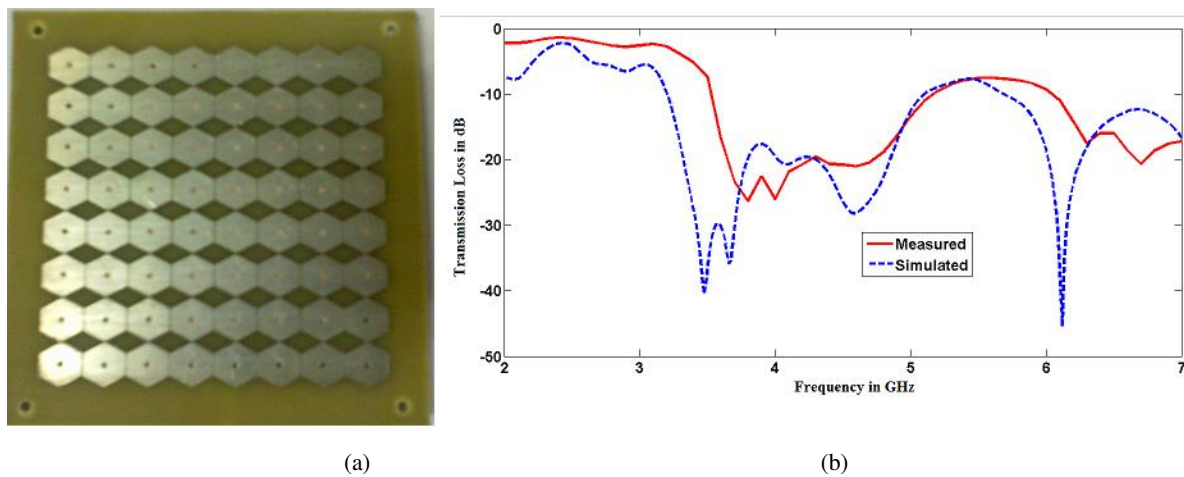 0
-10
-20
-30
-40
-50
2
3
4
5
6
7
Transmission Loss in dB
Frequency in GHz
Measured
Simulated
(a)
(b)